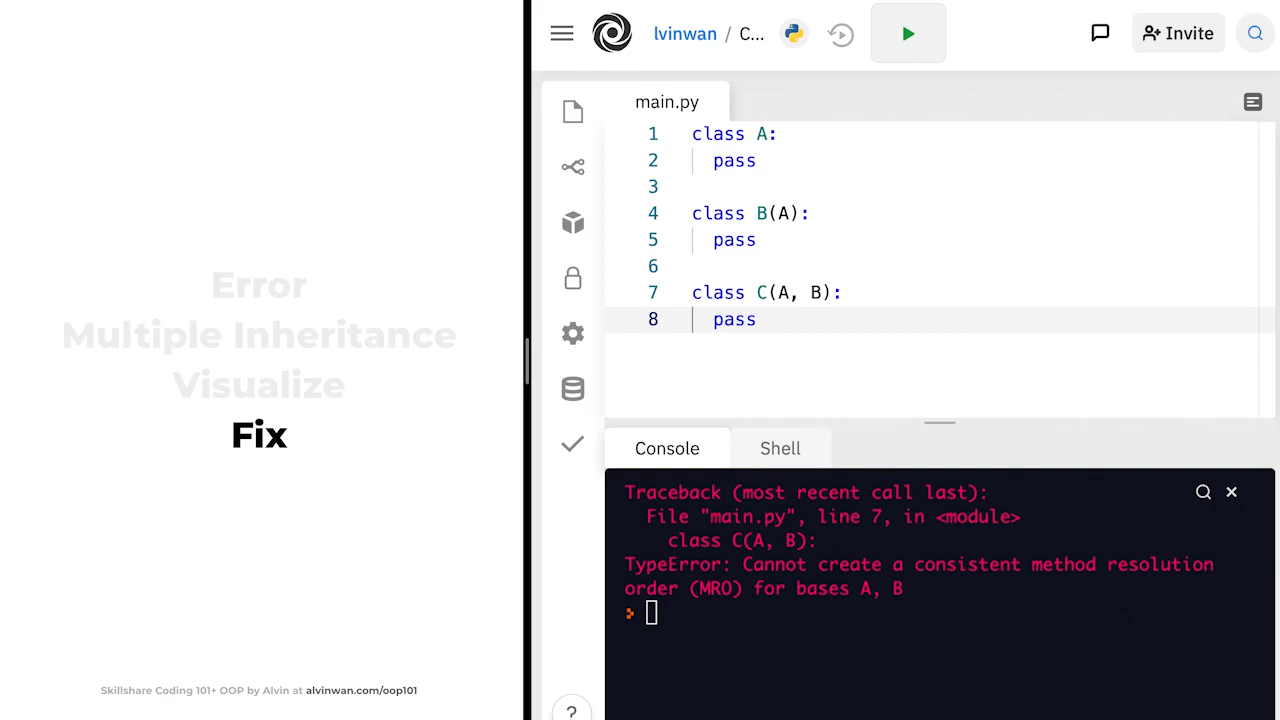 Error
Multiple Inheritance
Visualize
Fix
Skillshare Coding 101+ OOP by Alvin at alvinwan.com/oop101
lvinwan / C...
Invite
main.py
1 class A:
2 pass
3
4 class B(A):
5 pass
6
7 class C(A, B):
8 pass
Console
Shell
Traceback (most recent call last):
File "main.py", line 7, in <module>
class C(A, B):
TypeError: Cannot create a consistent method resolution
order (MRO) for bases A, B
?